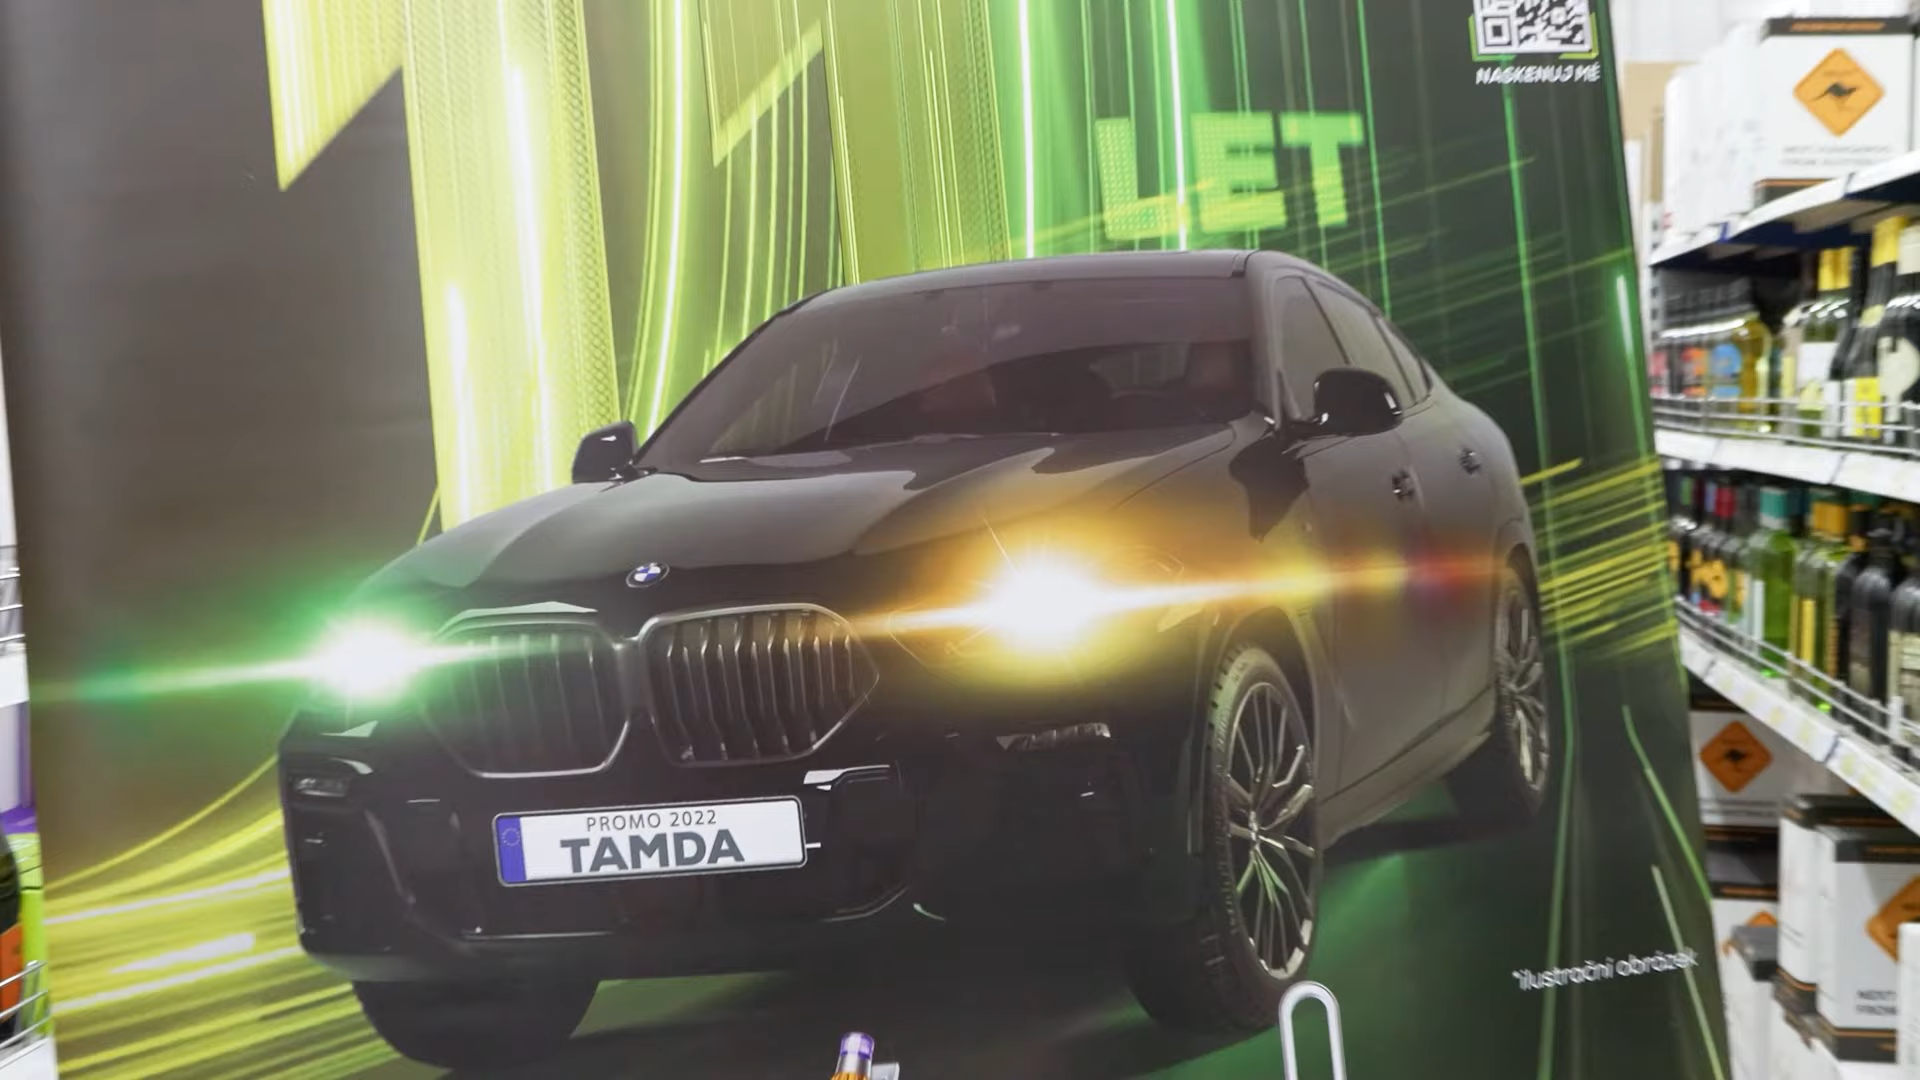 NASKENUJ MĚ
LET
PROMO 2022
TAMDA
*ilustrační obrázek